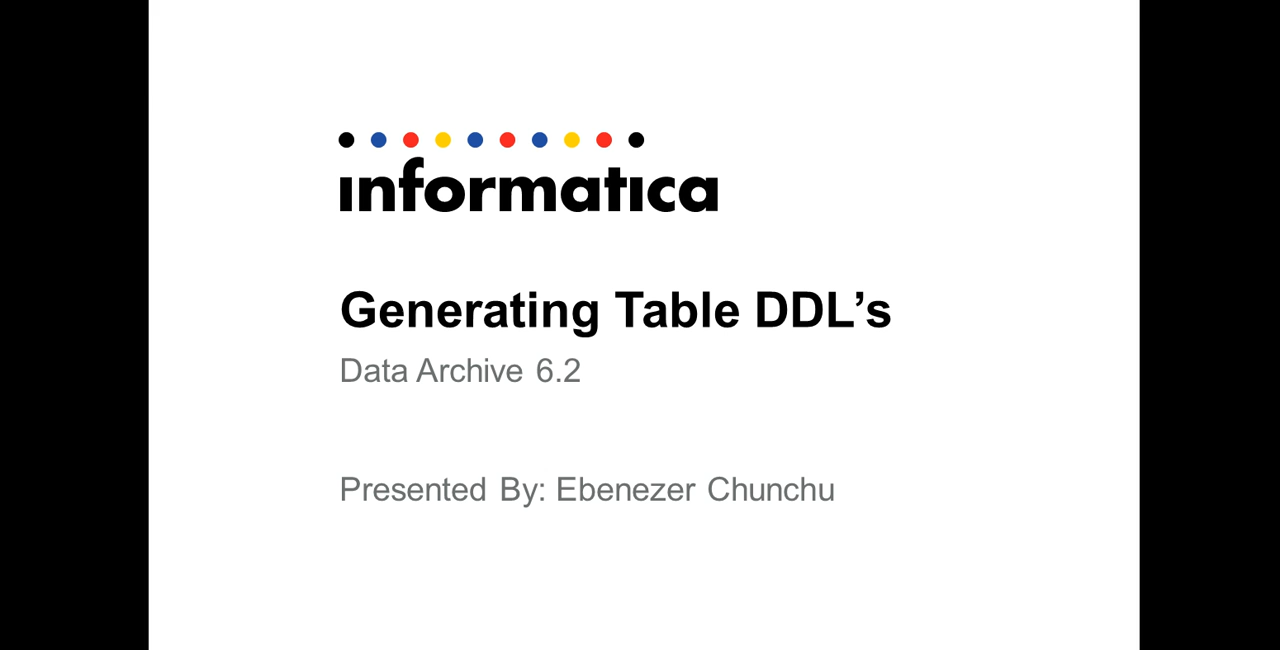 informatica
Generating Table DDL’s
Data Archive 6.2
Presented By: Ebenezer Chunchu